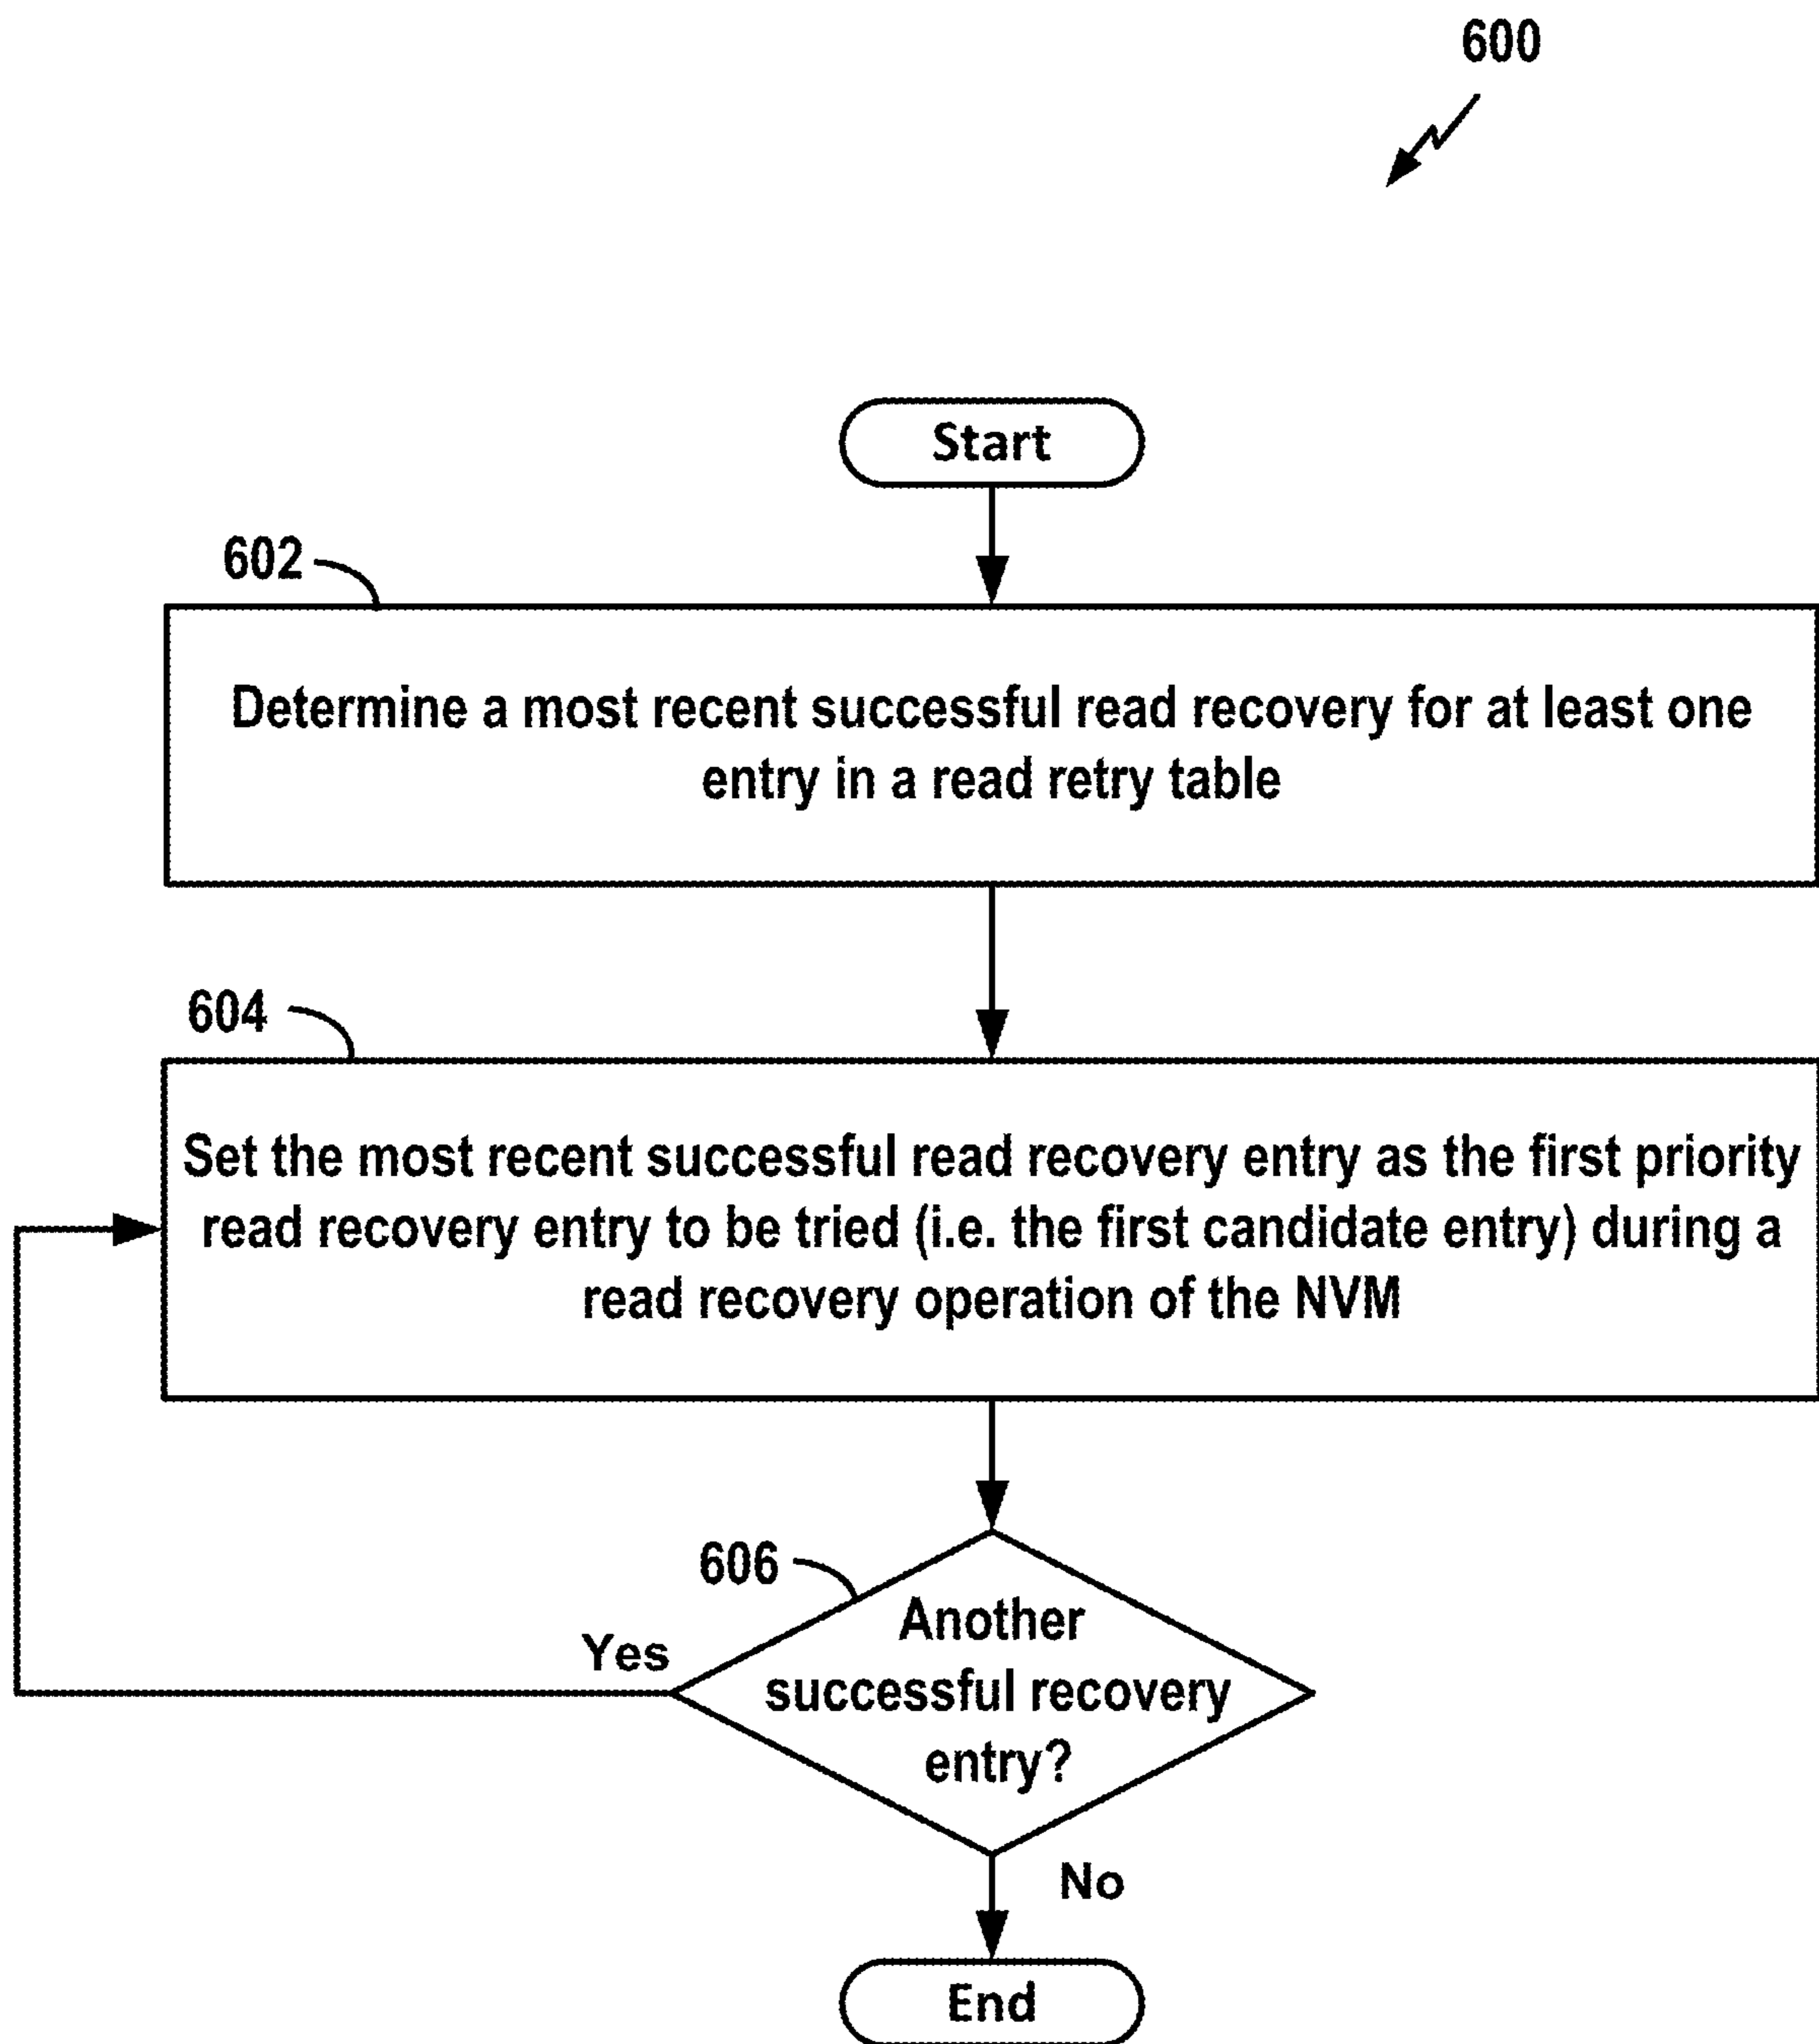 600
Start
602
Determine a most recent successful read recovery for at least one
entry in a read retry table
604
Set the most recent successful read recovery entry as the first priority
read recovery entry to be tried (i.e. the first candidate entry) during a
read recovery operation of the NVM
606
Another
successful recovery
entry?
Yes
No
End